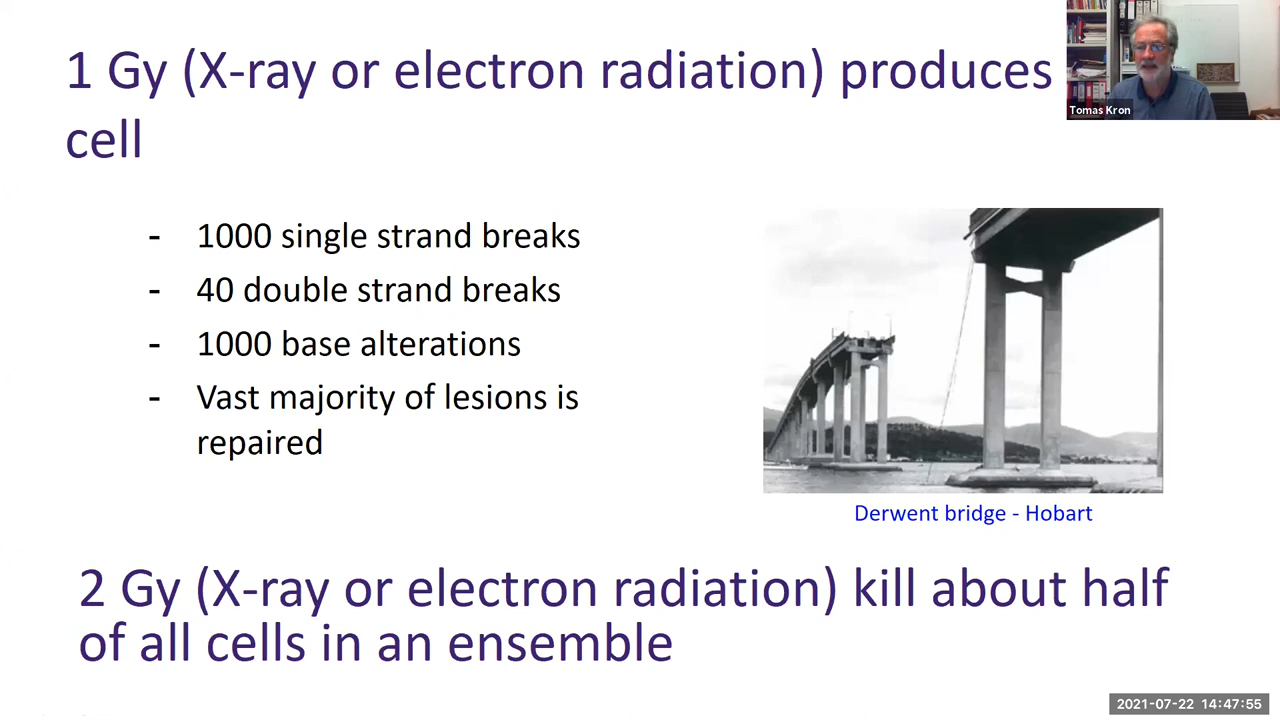 1 Gy (X-ray or electron radiation) produces
cell
Tomas Kron
- 1000 single strand breaks
- 40 double strand breaks
- 1000 base alterations
- Vast majority of lesions is
repaired
Derwent bridge - Hobart
2 Gy (X-ray or electron radiation) kill about half
of all cells in an ensemble
2021-07-22 14:47:55